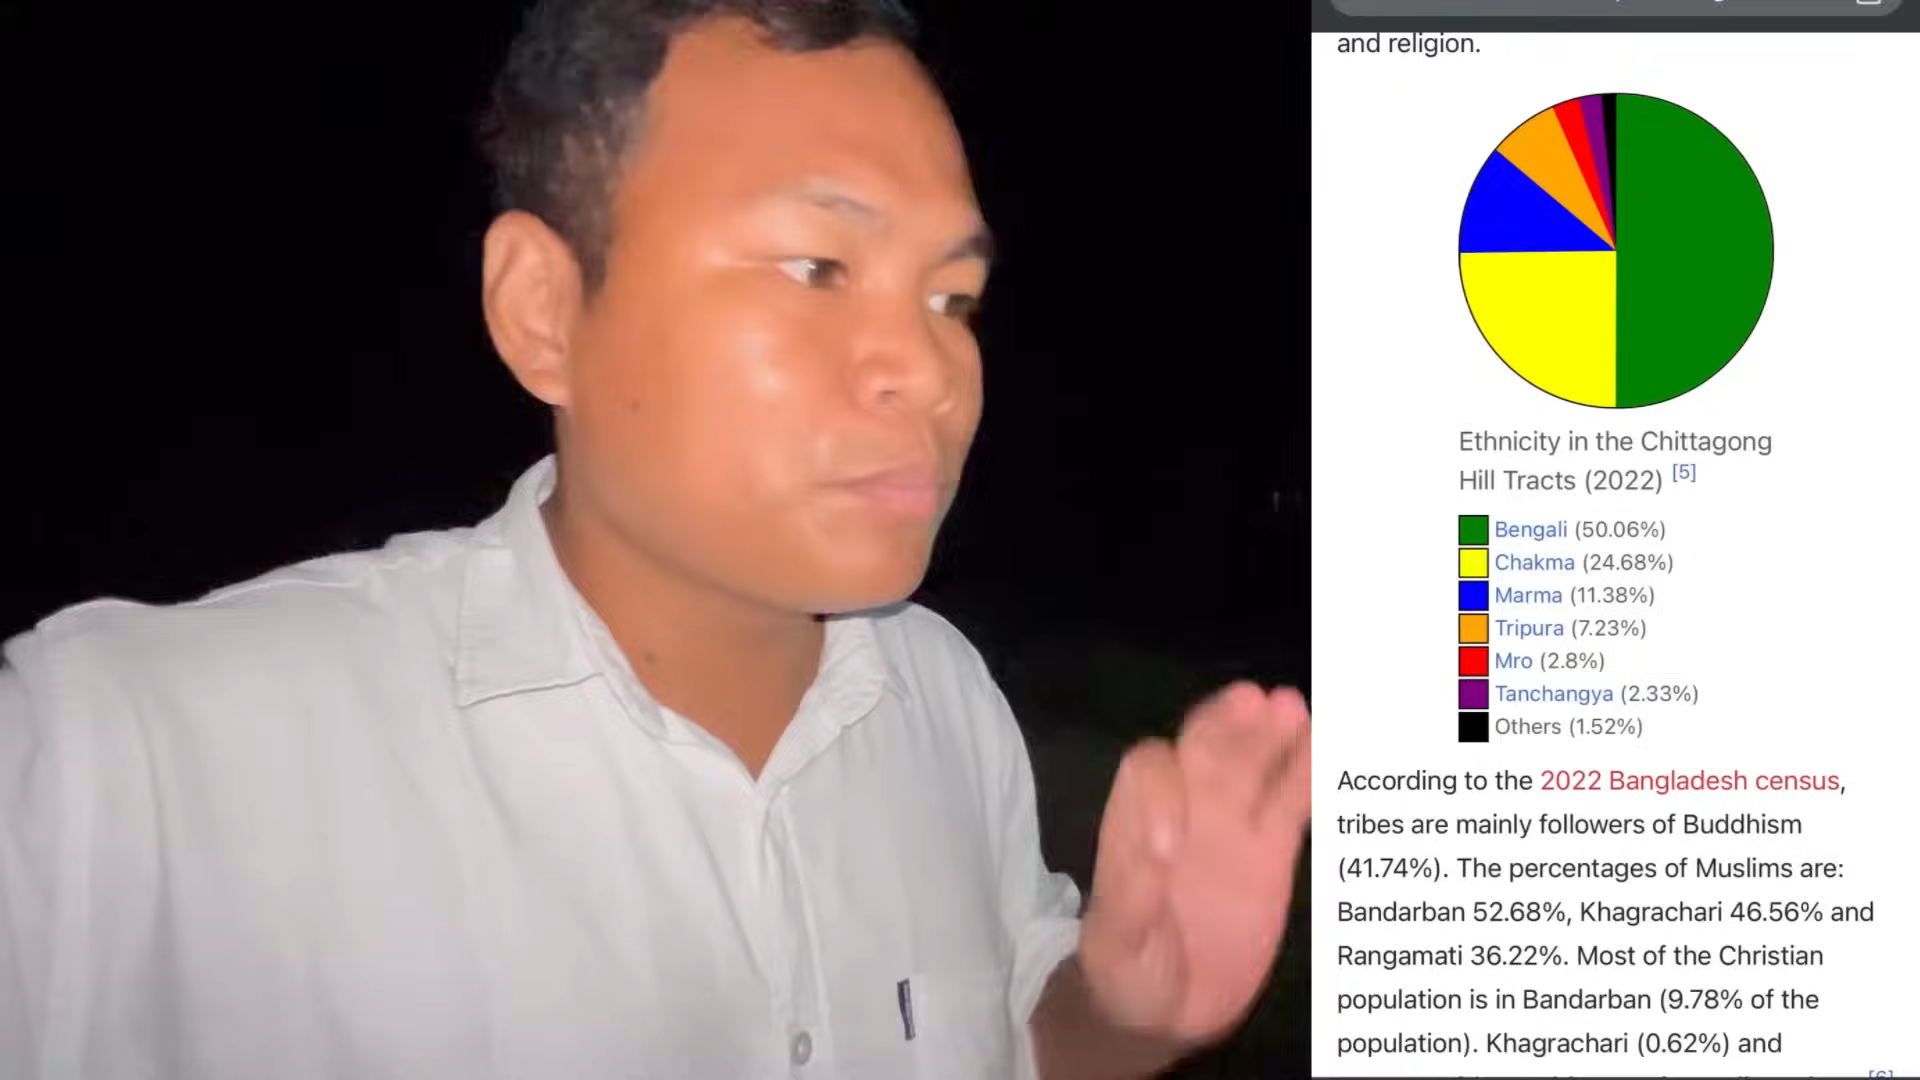 and religion.
Ethnicity in the Chittagong
Hill Tracts (2022) [5]
Bengali (50.06%)
Chakma (24.68%)
Marma (11.38%)
Tripura (7.23%)
Mro (2.8%)
Tanchangya (2.33%)
Others (1.52%)
According to the 2022 Bangladesh census,
tribes are mainly followers of Buddhism
(41.74%). The percentages of Muslims are:
Bandarban 52.68%, Khagrachari 46.56% and
Rangamati 36.22%. Most of the Christian
population is in Bandarban (9.78% of the
population). Khagrachari (0.62%) and